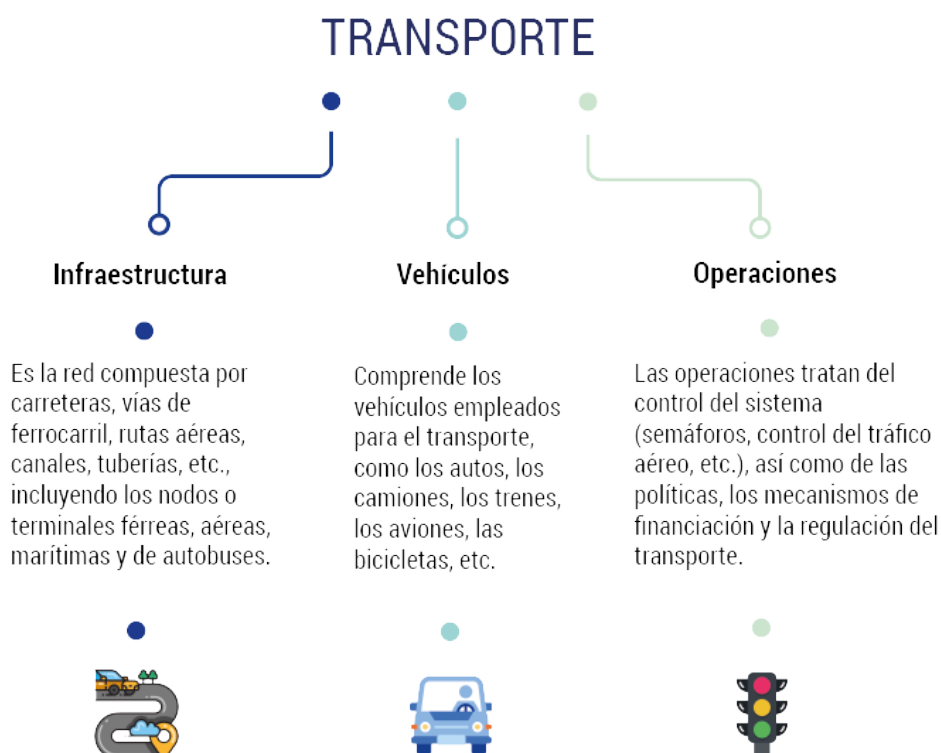 TRANSPORTE
Infraestructura
Es la red compuesta por
carreteras, vías de
ferrocarril, rutas aéreas,
canales, tuberías, etc.,
incluyendo los nodos o
terminales férreas, aéreas,
marítimas y de autobuses.
Vehículos
Comprende los
vehículos empleados
para el transporte,
como los autos, los
camiones, los trenes,
los aviones, las
bicicletas, etc.
Operaciones
Las operaciones tratan del
control del sistema
(semáforos, control del tráfico
aéreo, etc.), así como de las
políticas, los mecanismos de
financiación y la regulación del
transporte.